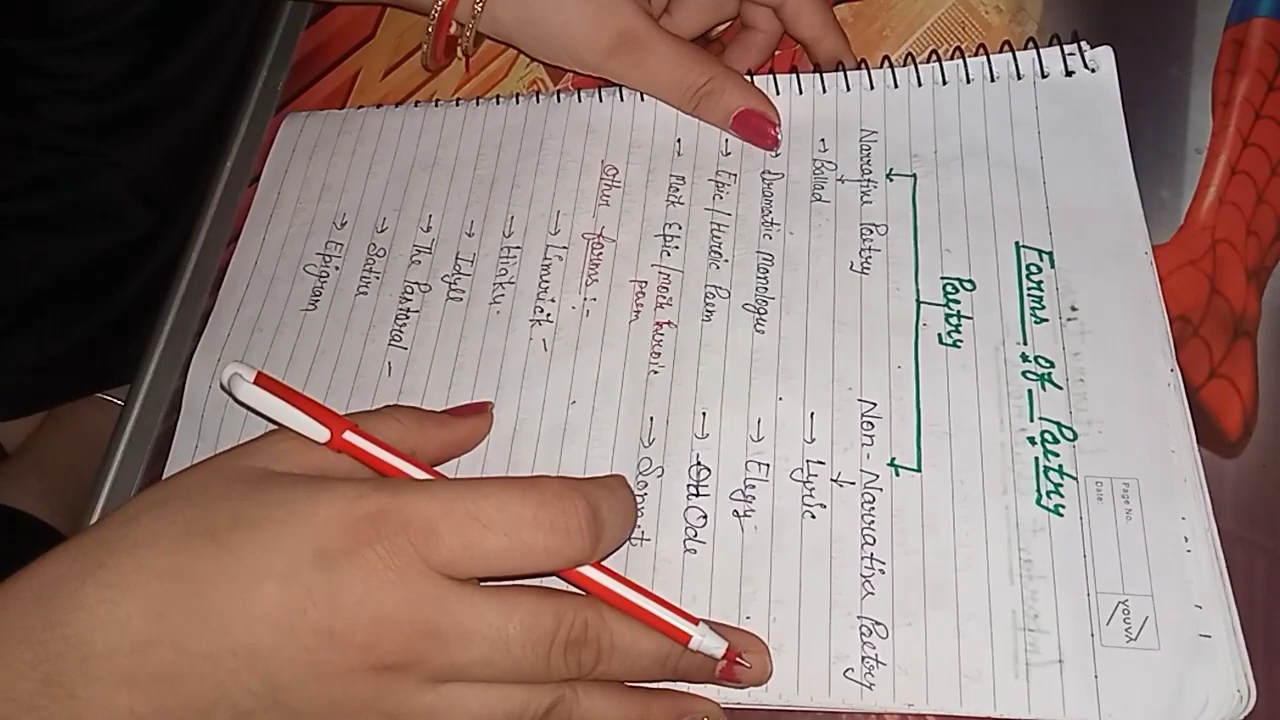 Page No.
Date:
YOUVA
Forms of Poetry
Poetry
Narrative Poetry
Non-Narrative Poetry
→ Ballad
→ Lyric
→ Dramatic Monologue
→ Elegy
→ Epic / Heroic Poem
→ Ode
→ Mock Epic / mock heroic poem
→ Sonnet
Other forms :-
→ Limerick -
→ Haiku.
→ Idyll
→ The Pastoral -
→ Satire
→ Epigram